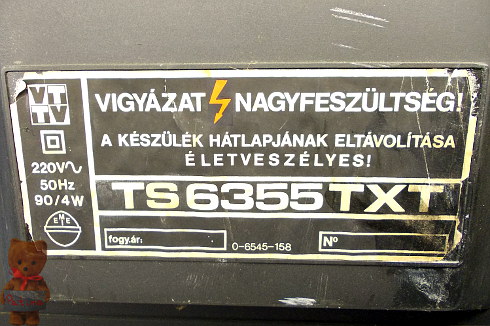 VT
TV
220V~
50Hz
90/4W
VIGYÁZAT NAGYFESZÜLTSÉG!
A KÉSZÜLÉK HÁTLAPJÁNAK ELTÁVOLÍTÁSA
ÉLETVESZÉLYES!
TS6355TXT
fogy.ár:
0-6545-158
Nº